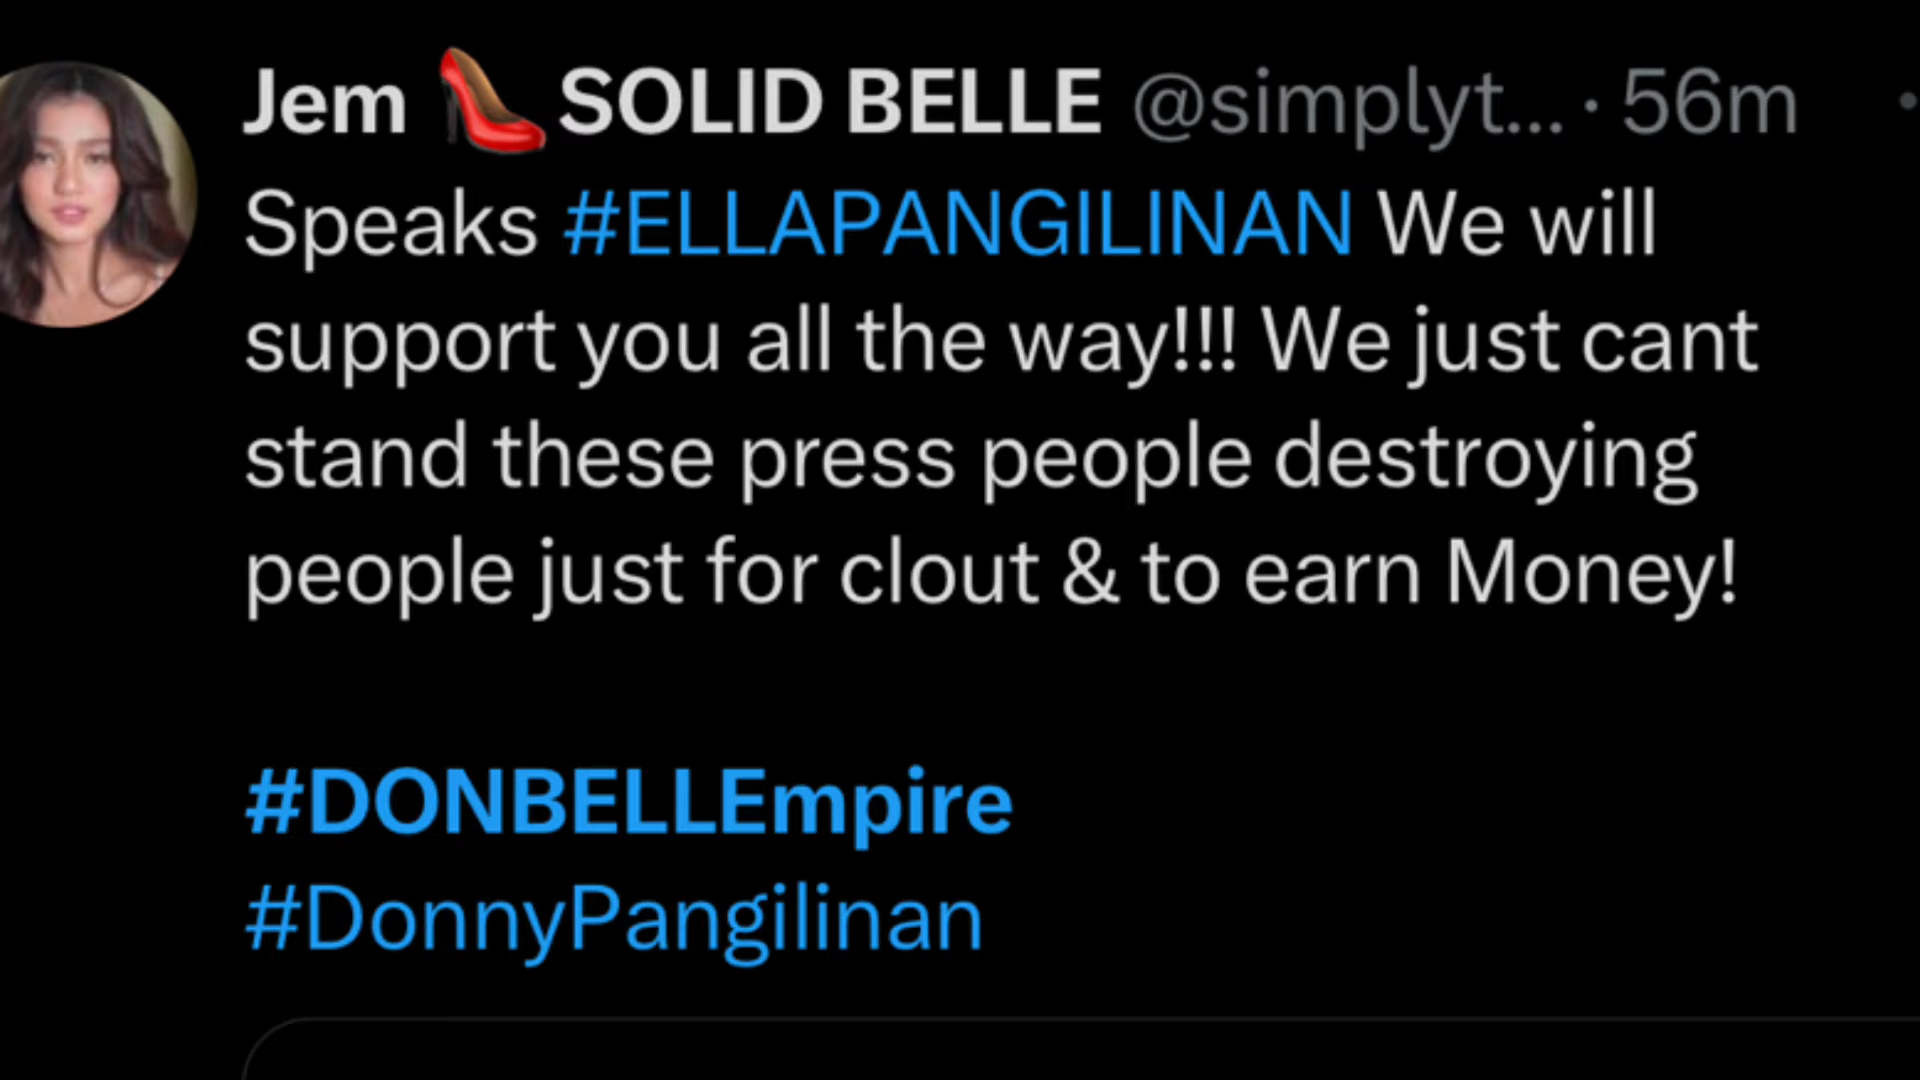 Jem 👠 SOLID BELLE @simplyt... · 56m
Speaks #ELLAPANGILINAN We will
support you all the way!!! We just cant
stand these press people destroying
people just for clout & to earn Money!
#DONBELLEmpire
#DonnyPangilinan